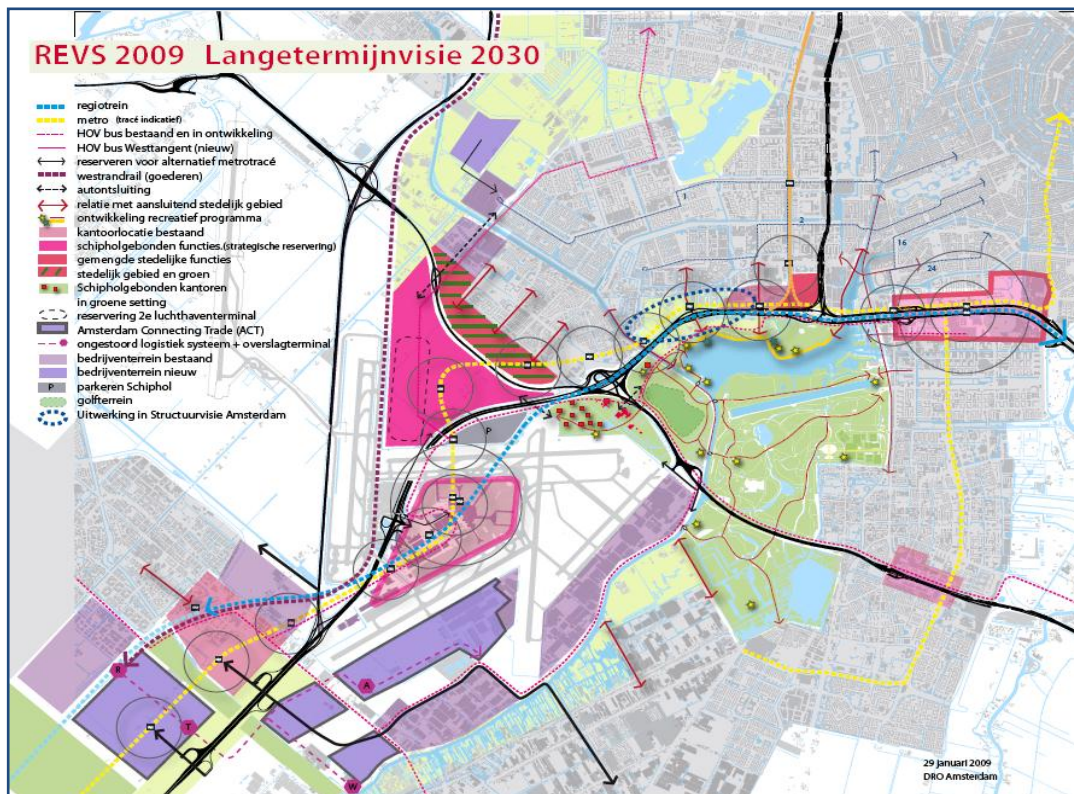 REVS 2009 Langetermijnvisie 2030
regiotrein
metro (tracé indicatief)
HOV bus bestaand en in ontwikkeling
HOV bus Westtangent (nieuw)
reserveren voor alternatief metrotracé
westrandrail (goederen)
autontsluiting
relatie met aansluitend stedelijk gebied
ontwikkeling recreatief programma
kantoorlocatie bestaand
schipholgebonden functies.(strategische reservering)
gemengde stedelijke functies
stedelijk gebied en groen
Schipholgebonden kantoren
in groene setting
reservering 2e luchthaventerminal
Amsterdam Connecting Trade (ACT)
ongestoord logistiek systeem + overslagterminal
bedrijventerrein bestaand
bedrijventerrein nieuw
P parkeren Schiphol
golfterrein
Uitwerking in Structuurvisie Amsterdam
1
2
16
24
P
R
A
T
W
29 januari 2009
DRO Amsterdam